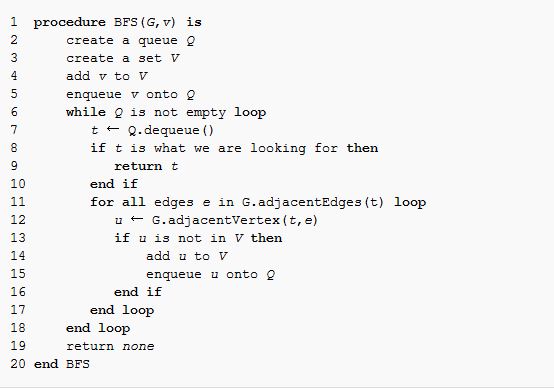 1 procedure BFS(G,v) is
2 create a queue Q
3 create a set V
4 add v to V
5 enqueue v onto Q
6 while Q is not empty loop
7 t ← Q.dequeue()
8 if t is what we are looking for then
9 return t
10 end if
11 for all edges e in G.adjacentEdges(t) loop
12 u ← G.adjacentVertex(t,e)
13 if u is not in V then
14 add u to V
15 enqueue u onto Q
16 end if
17 end loop
18 end loop
19 return none
20 end BFS